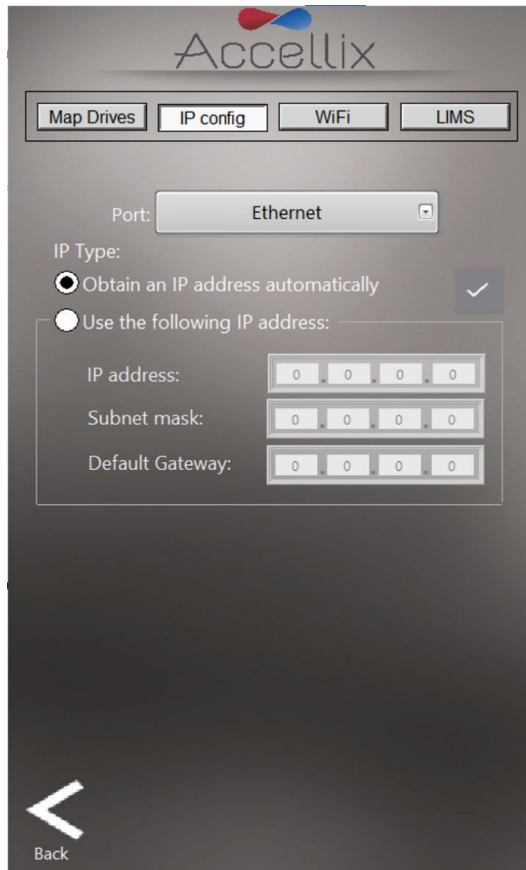 Accellix
Map Drives IP config WiFi LIMS
Port: Ethernet
IP Type:
Obtain an IP address automatically
Use the following IP address:
IP address: 0 . 0 . 0 . 0
Subnet mask: 0 . 0 . 0 . 0
Default Gateway: 0 . 0 . 0 . 0
Back